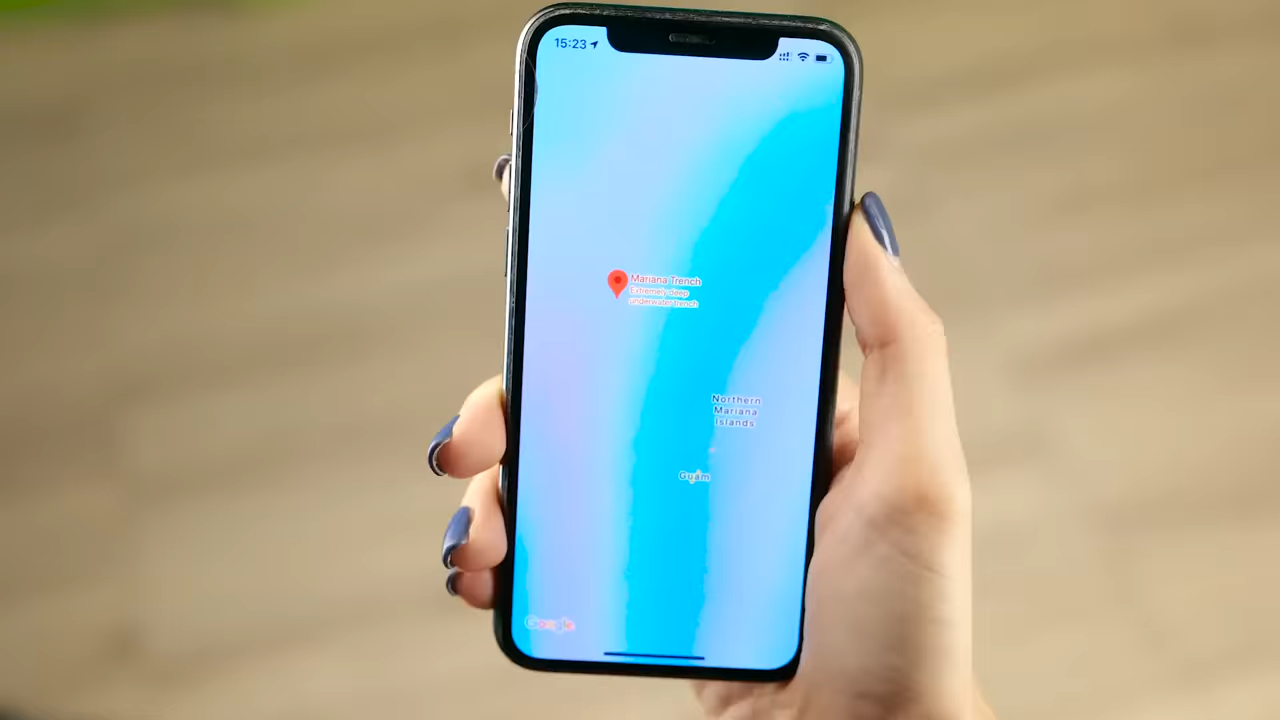 15:23
Mariana Trench
Extremely deep
underwater trench
Northern
Mariana
Islands
Guam
Google